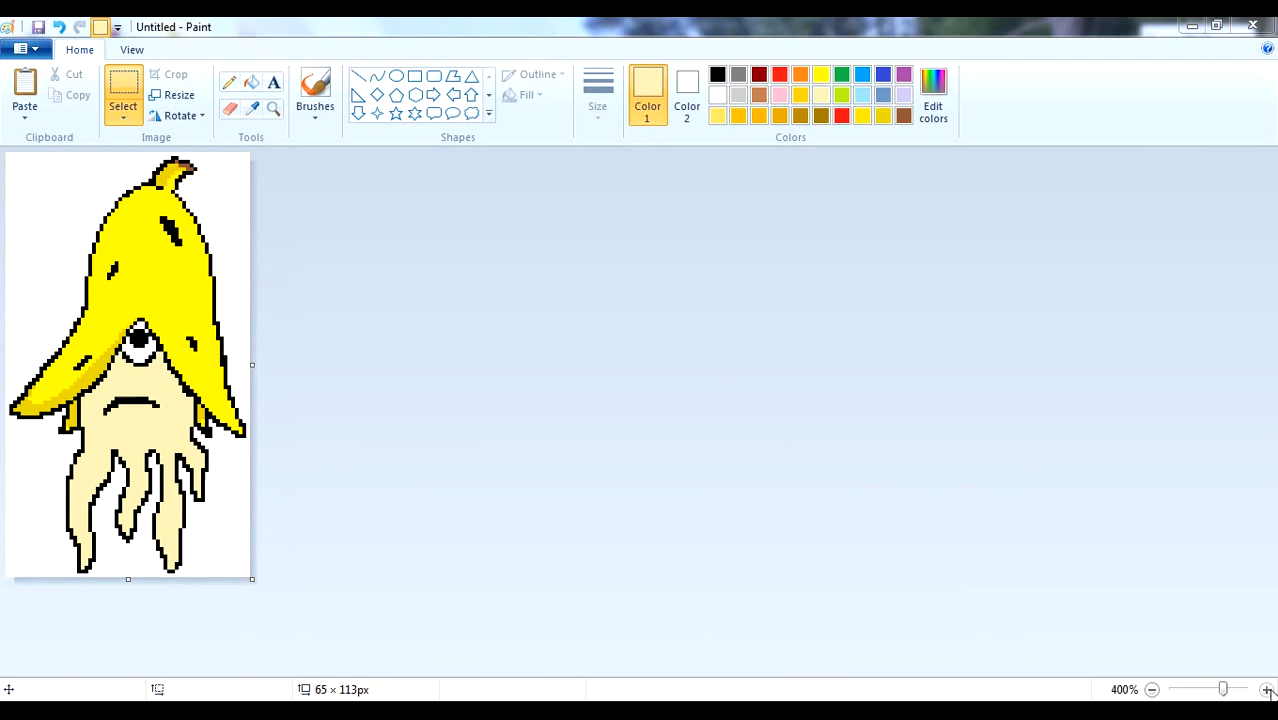 Untitled - Paint
Home View
Paste
Cut
Copy
Clipboard
Select
Crop
Resize
Rotate
Image
Tools
Brushes
Outline
Fill
Shapes
Size
Color
1
Color
2
Edit
colors
Colors
65 × 113px
400%